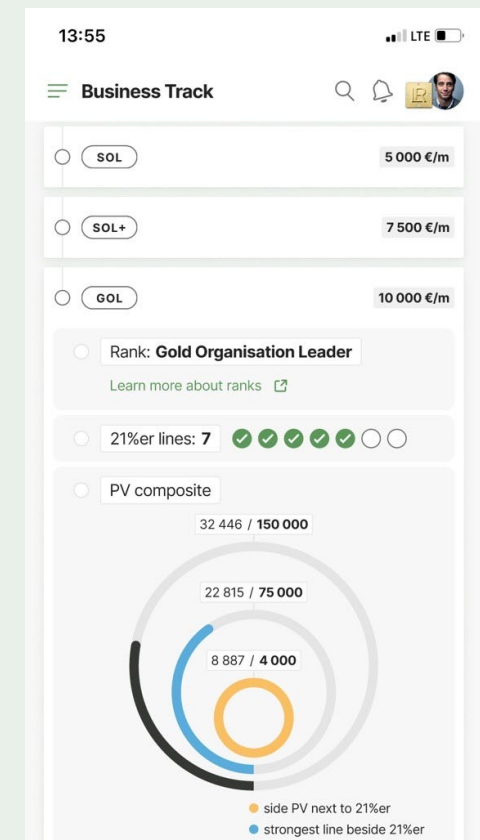 13:55
LTE
Business Track
LR
SOL 5 000 €/m
SOL+ 7 500 €/m
GOL 10 000 €/m
Rank: Gold Organisation Leader
Learn more about ranks
21%er lines: 7
PV composite
32 446 / 150 000
22 815 / 75 000
8 887 / 4 000
side PV next to 21%er
strongest line beside 21%er